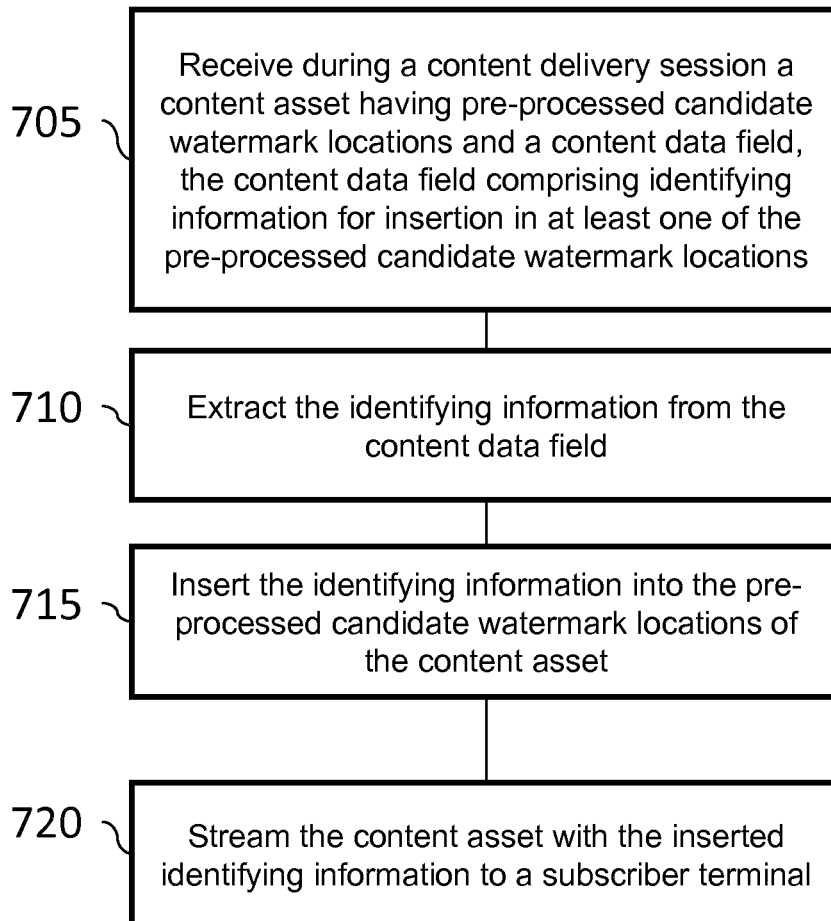 705
Receive during a content delivery session a
content asset having pre-processed candidate
watermark locations and a content data field,
the content data field comprising identifying
information for insertion in at least one of the
pre-processed candidate watermark locations
710
Extract the identifying information from the
content data field
715
Insert the identifying information into the pre-
processed candidate watermark locations of
the content asset
720
Stream the content asset with the inserted
identifying information to a subscriber terminal